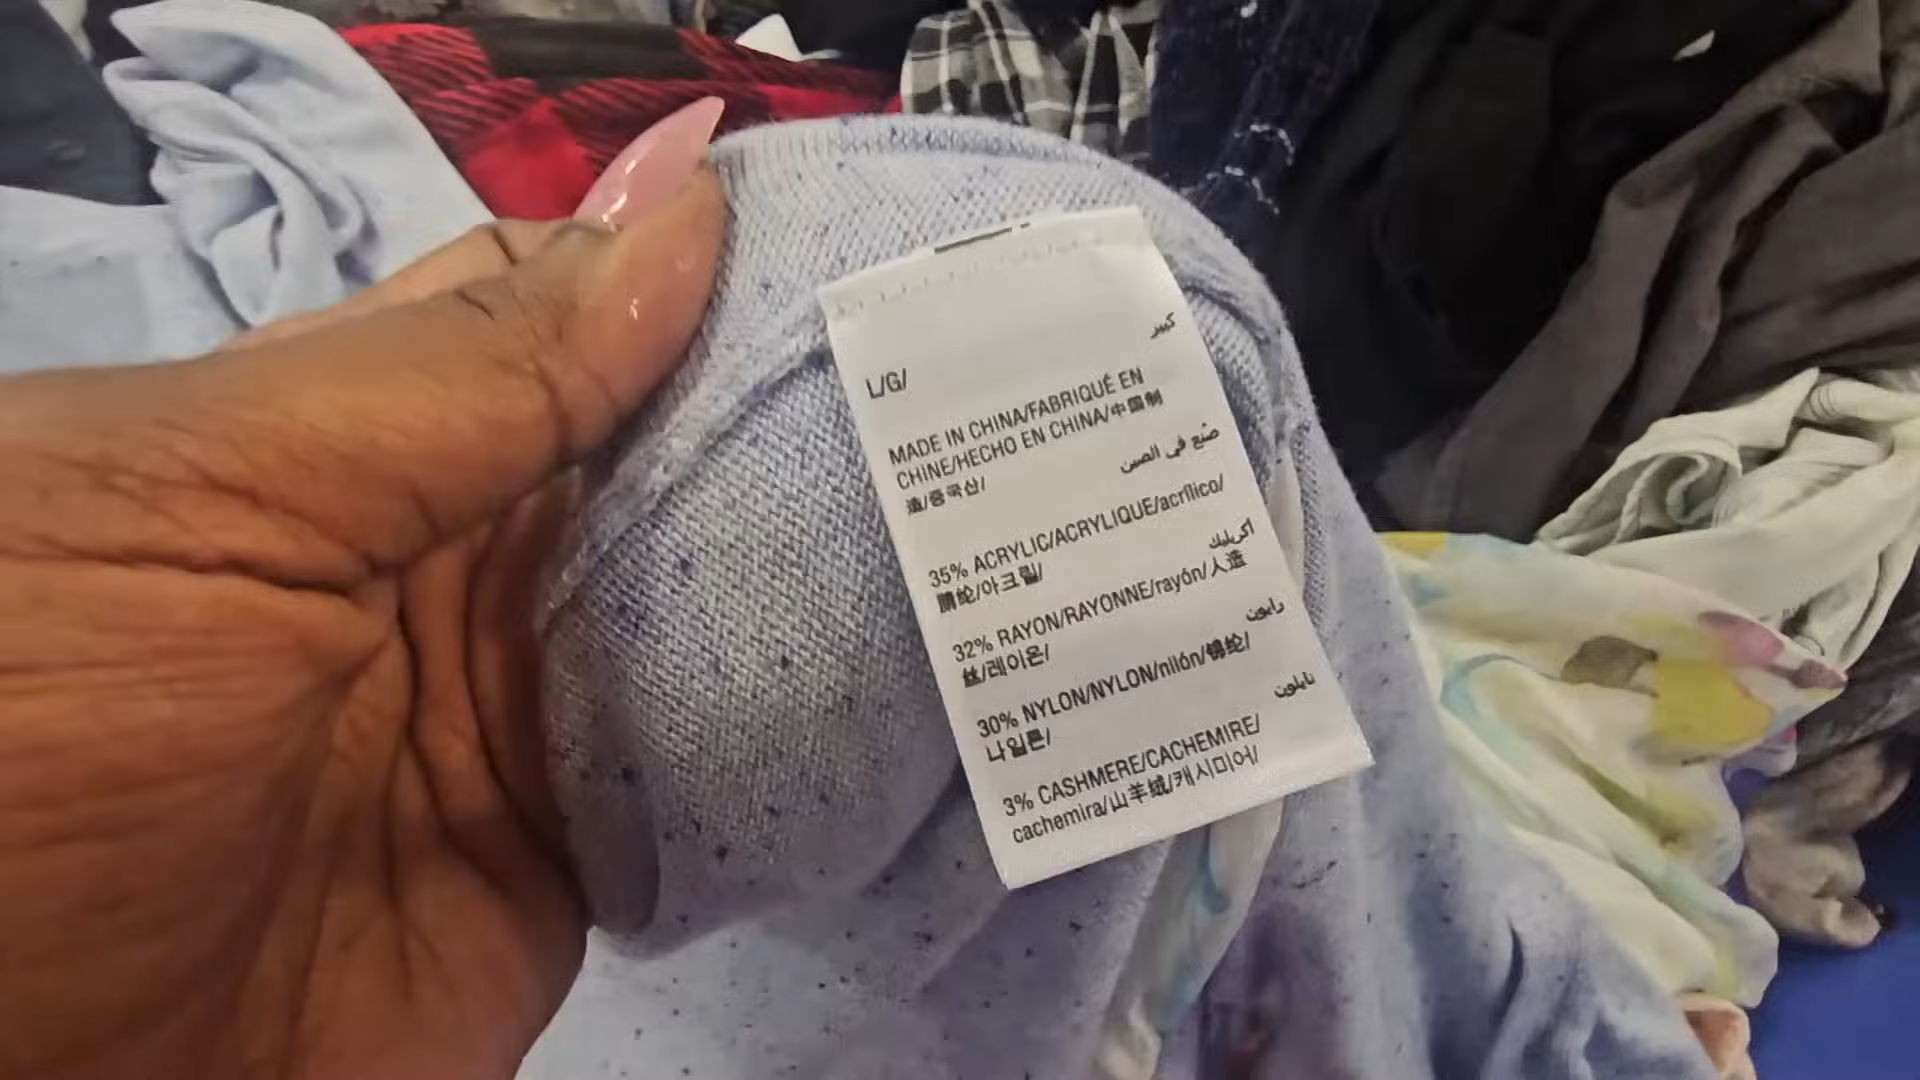 كبير
L/G/
MADE IN CHINA/FABRIQUÉ EN
CHINE/HECHO EN CHINA/中国制
造/중국산/
صُنع في الصين
35% ACRYLIC/ACRYLIQUE/acrílico/
腈纶/아크릴/
اكريليك
32% RAYON/RAYONNE/rayón/人造
丝/레이온/
رايون
30% NYLON/NYLON/nilón/锦纶/
나일론/
نايلون
3% CASHMERE/CACHEMIRE/
cachemira/山羊绒/캐시미어/